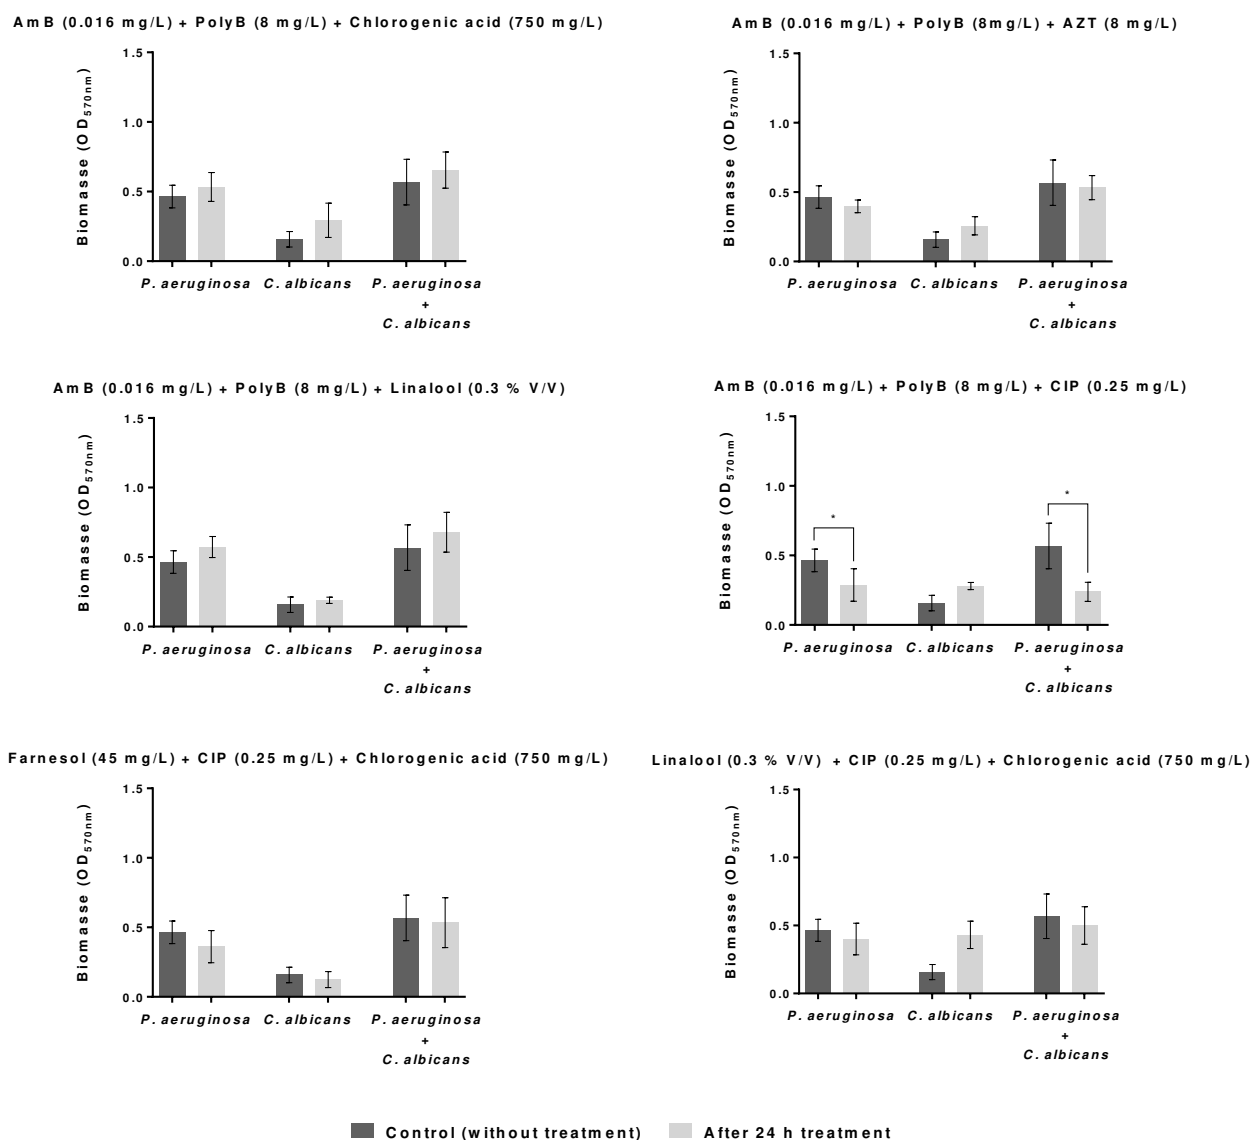 AmB (0.016 mg/L) + PolyB (8 mg/L) + Chlorogenic acid (750 mg/L)
Biomasse (OD570nm)
1.5
1.0
0.5
0.0
P. aeruginosa
C. albicans
P. aeruginosa
+
C. albicans
AmB (0.016 mg/L) + PolyB (8mg/L) + AZT (8 mg/L)
Biomasse (OD570nm)
1.5
1.0
0.5
0.0
P. aeruginosa
C. albicans
P. aeruginosa
+
C. albicans
AmB (0.016 mg/L) + PolyB (8 mg/L) + Linalool (0.3 % V/V)
Biomasse (OD570nm)
1.5
1.0
0.5
0.0
P. aeruginosa
C. albicans
P. aeruginosa
+
C. albicans
AmB (0.016 mg/L) + PolyB (8 mg/L) + CIP (0.25 mg/L)
Biomasse (OD570nm)
1.5
1.0
0.5
0.0
*
*
P. aeruginosa
C. albicans
P. aeruginosa
+
C. albicans
Farnesol (45 mg/L) + CIP (0.25 mg/L) + Chlorogenic acid (750 mg/L)
Biomasse (OD570nm)
1.5
1.0
0.5
0.0
P. aeruginosa
C. albicans
P. aeruginosa
+
C. albicans
Linalool (0.3 % V/V) + CIP (0.25 mg/L) + Chlorogenic acid (750 mg/L)
Biomasse (OD570nm)
1.5
1.0
0.5
0.0
P. aeruginosa
C. albicans
P. aeruginosa
+
C. albicans
Control (without treatment)
After 24 h treatment